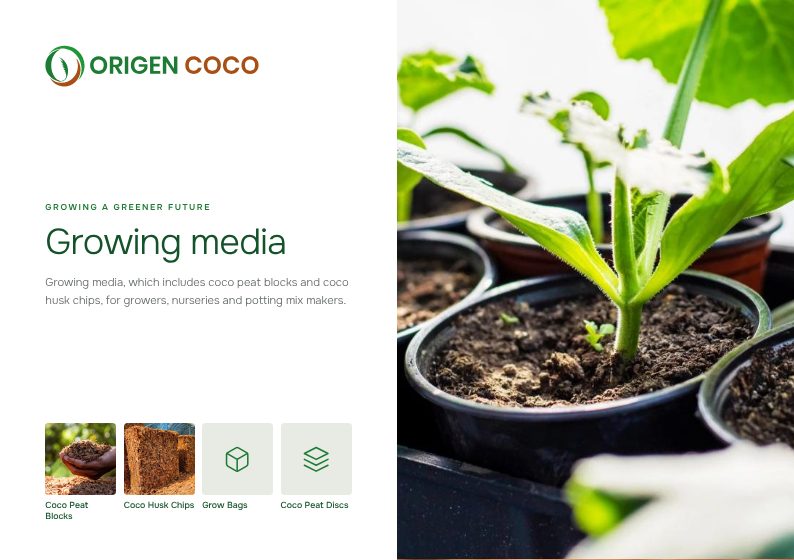 ORIGEN COCO
GROWING A GREENER FUTURE
Growing media
Growing media, which includes coco peat blocks and coco
husk chips, for growers, nurseries and potting mix makers.
Coco Peat
Blocks
Coco Husk Chips
Grow Bags
Coco Peat Discs